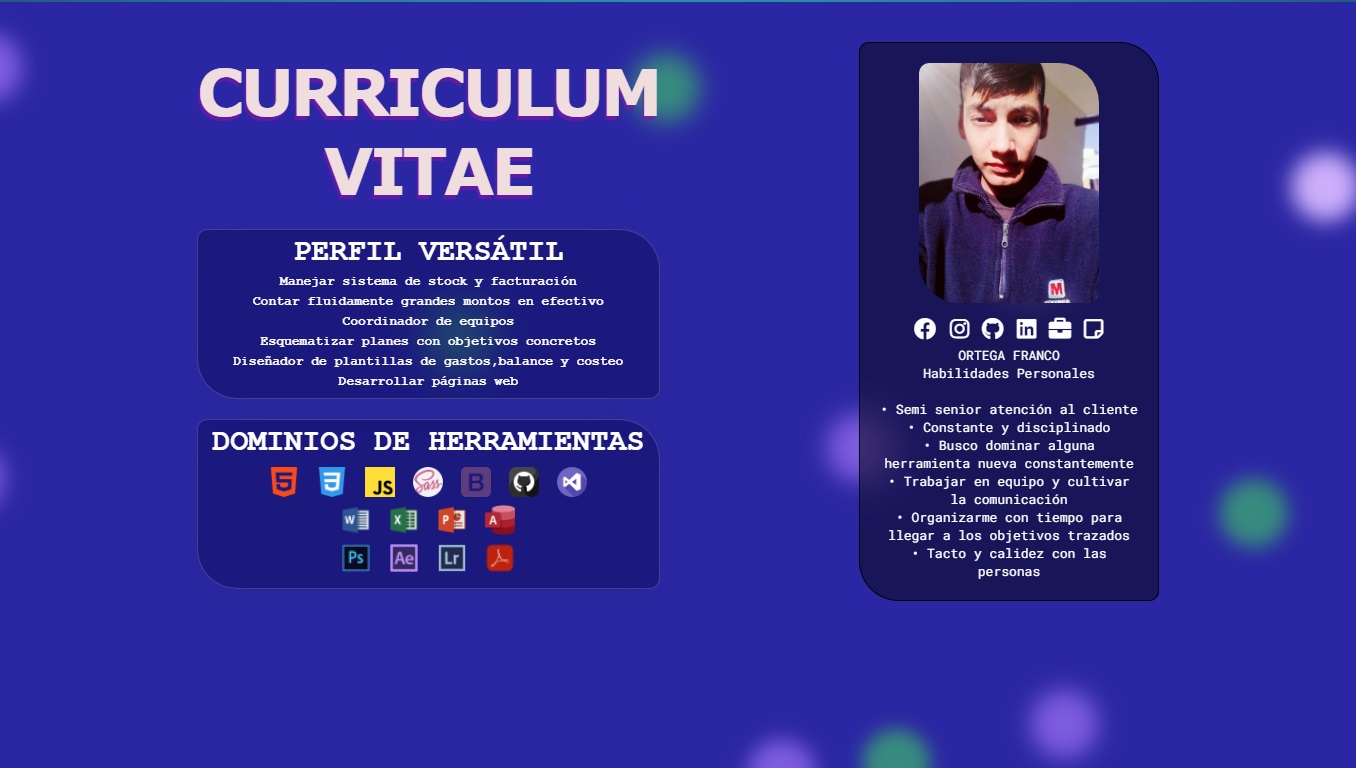 CURRICULUM
VITAE
PERFIL VERSÁTIL
Manejar sistema de stock y facturación
Contar fluidamente grandes montos en efectivo
Coordinador de equipos
Esquematizar planes con objetivos concretos
Diseñador de plantillas de gastos,balance y costeo
Desarrollar páginas web
DOMINIOS DE HERRAMIENTAS
5 3 JS Sass B
W X P A
Ps Ae Lr
M
in
ORTEGA FRANCO
Habilidades Personales
• Semi senior atención al cliente
• Constante y disciplinado
• Busco dominar alguna
herramienta nueva constantemente
• Trabajar en equipo y cultivar
la comunicación
• Organizarme con tiempo para
llegar a los objetivos trazados
• Tacto y calidez con las
personas